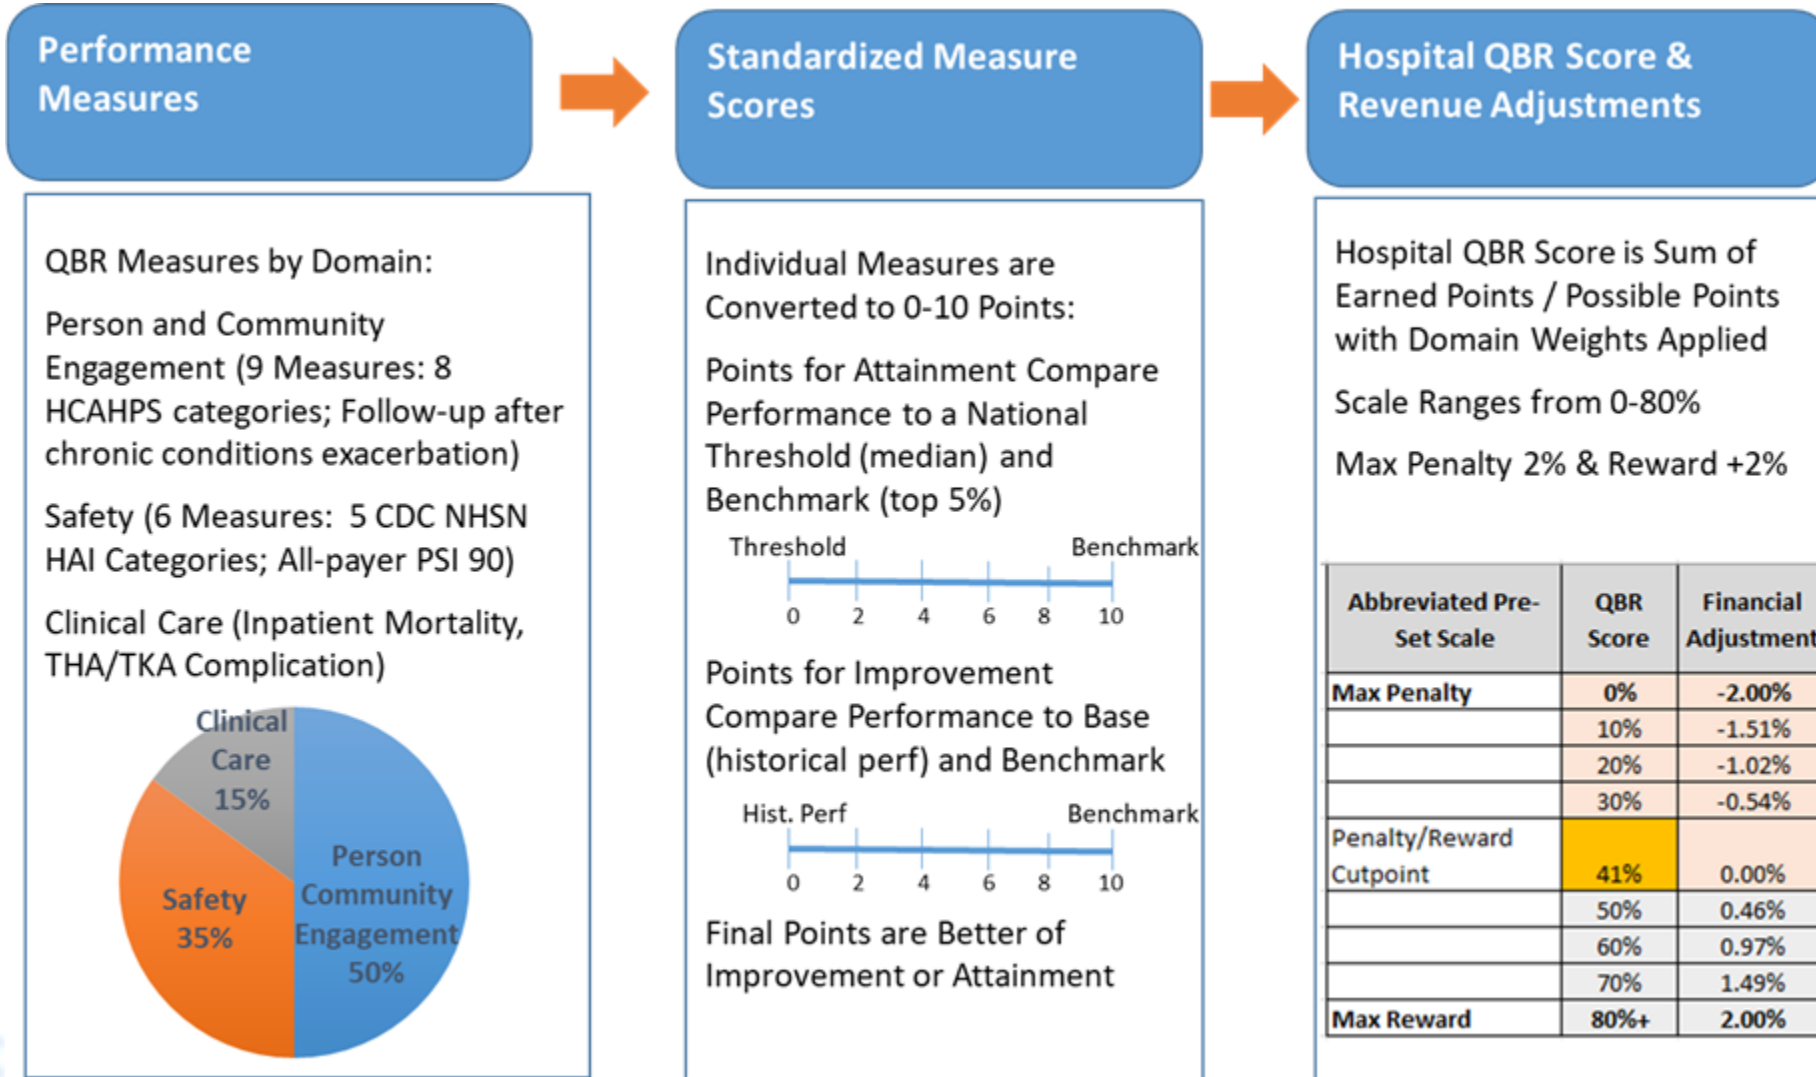 Performance
Measures
Standardized Measure
Scores
Hospital QBR Score &
Revenue Adjustments
QBR Measures by Domain:
Person and Community
Engagement (9 Measures: 8
HCAHPS categories; Follow-up after
chronic conditions exacerbation)
Safety (6 Measures: 5 CDC NHSN
HAI Categories; All-payer PSI 90)
Clinical Care (Inpatient Mortality,
THA/TKA Complication)
Clinical
Care
15%
Safety
35%
Person
Community
Engagement
50%
Individual Measures are
Converted to 0-10 Points:
Points for Attainment Compare
Performance to a National
Threshold (median) and
Benchmark (top 5%)
Threshold Benchmark
0 2 4 6 8 10
Points for Improvement
Compare Performance to Base
(historical perf) and Benchmark
Hist. Perf Benchmark
0 2 4 6 8 10
Final Points are Better of
Improvement or Attainment
Hospital QBR Score is Sum of
Earned Points / Possible Points
with Domain Weights Applied
Scale Ranges from 0-80%
Max Penalty 2% & Reward +2%
Abbreviated Pre-Set Scale QBR Score Financial Adjustment
Max Penalty 0% -2.00%
10% -1.51%
20% -1.02%
30% -0.54%
Penalty/Reward
Cutpoint 41% 0.00%
50% 0.46%
60% 0.97%
70% 1.49%
Max Reward 80%+ 2.00%